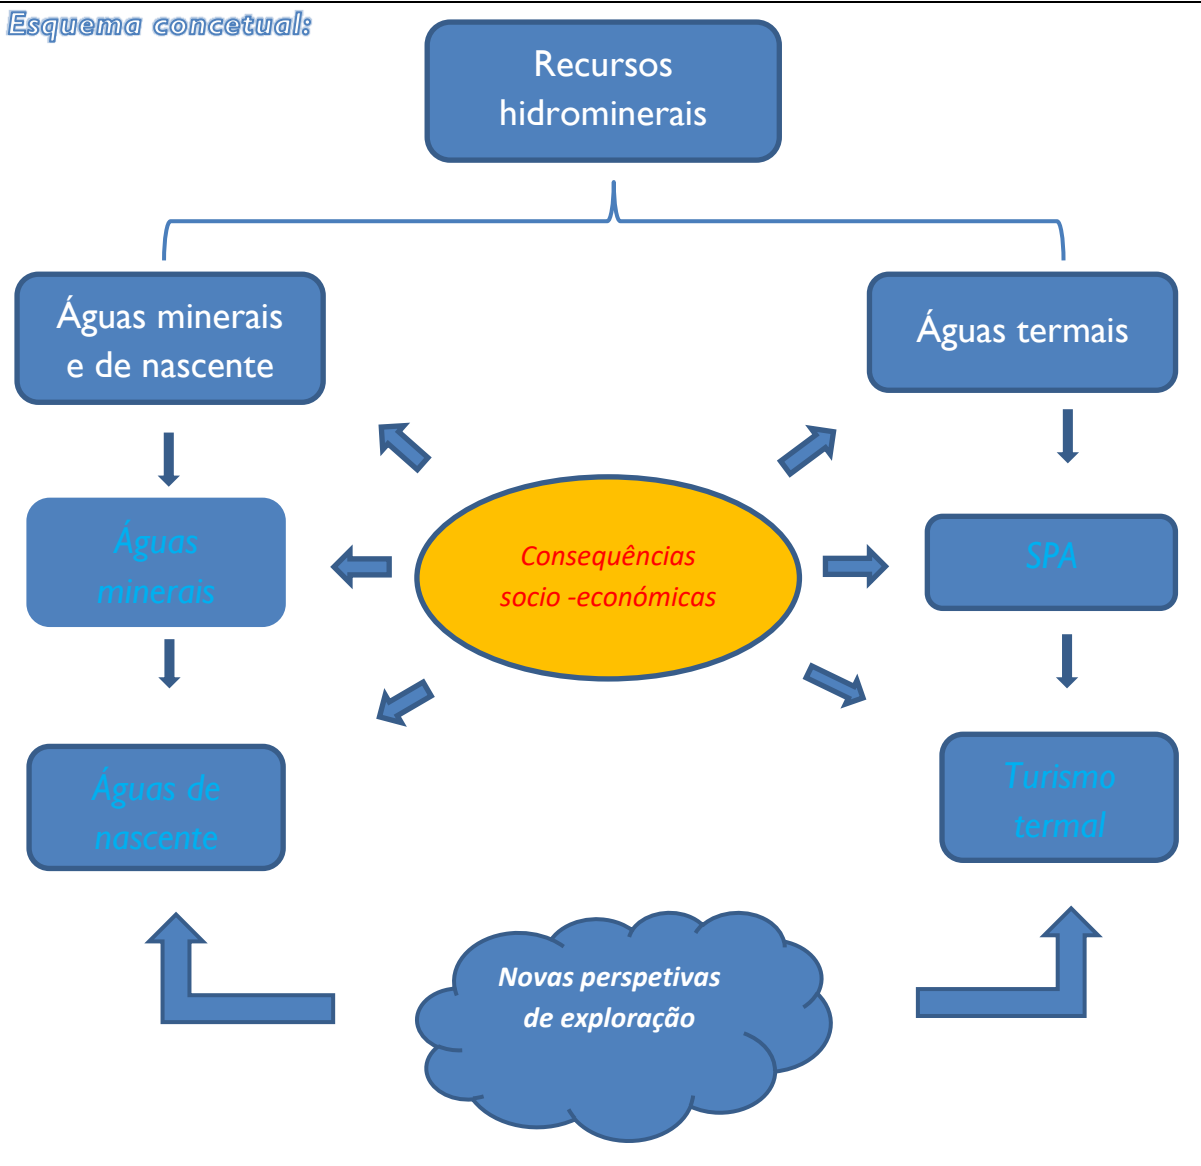 Esquema concetual:
Recursos
hidrominerais
Águas minerais
e de nascente
Águas termais
Águas
minerais
Consequências
socio -económicas
SPA
Águas de
nascente
Turismo
termal
Novas perspetivas
de exploração